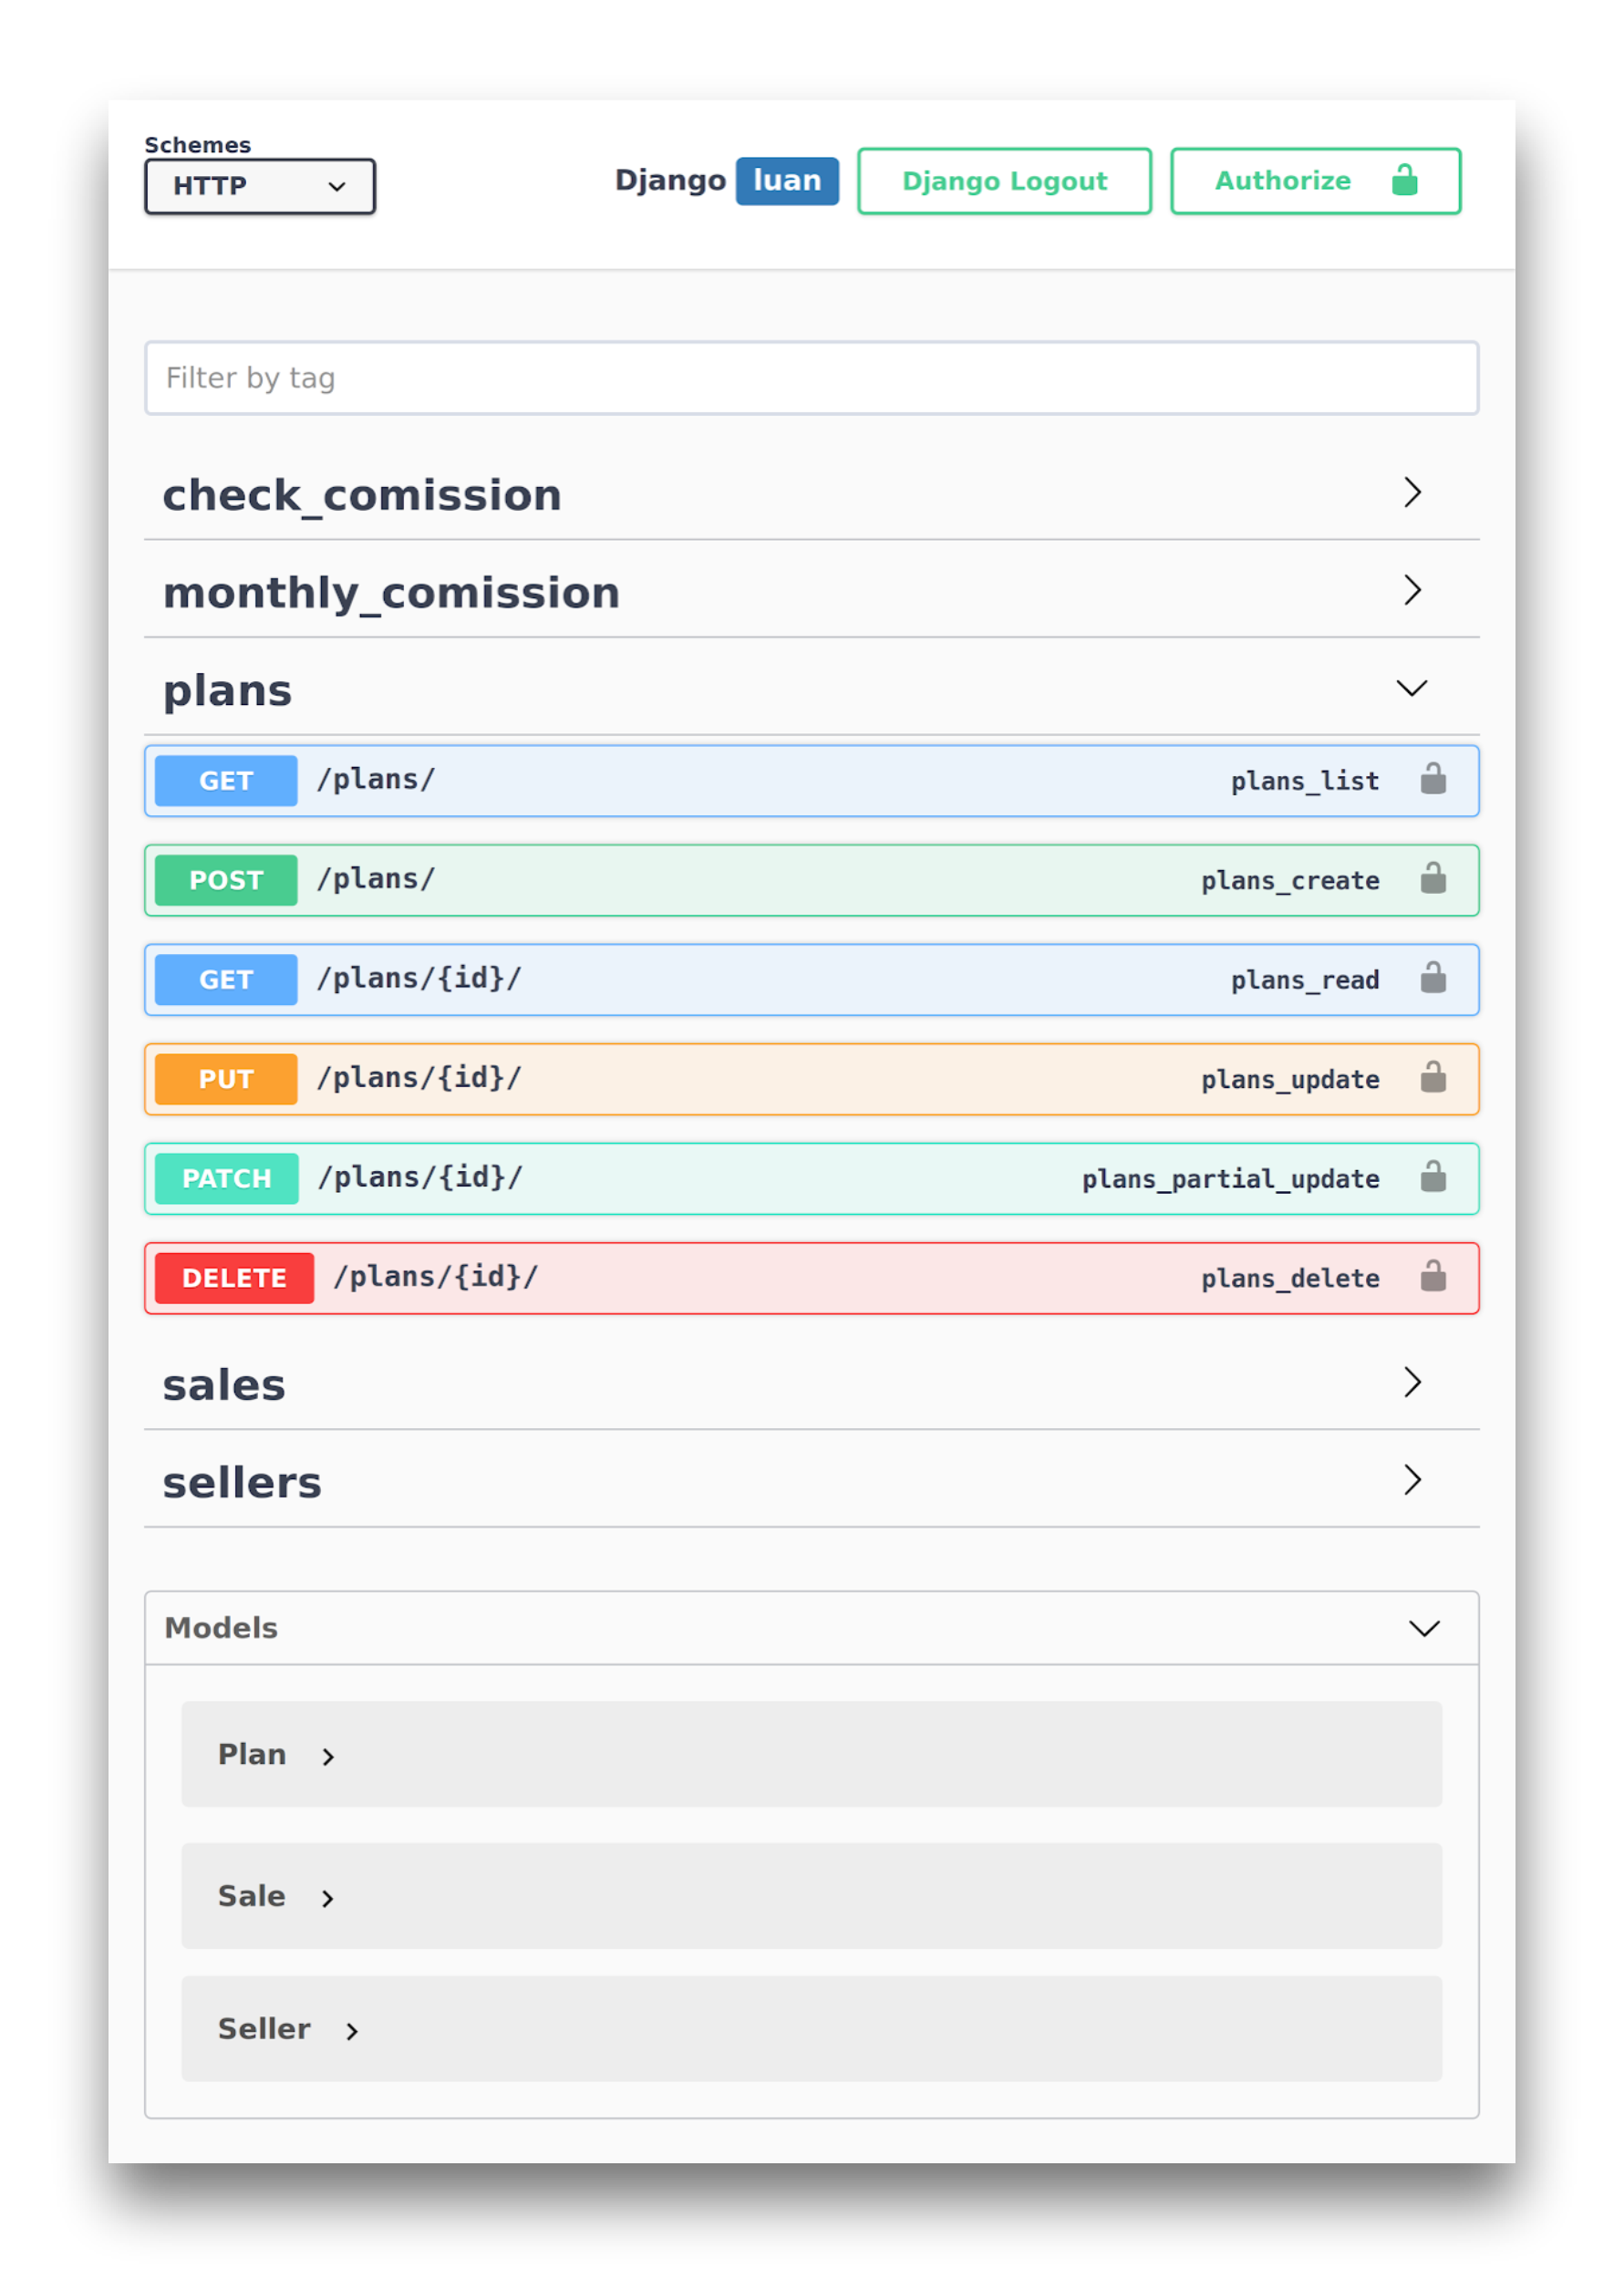 Schemes
HTTP
Django luan Django Logout Authorize
Filter by tag
check_comission
monthly_comission
plans
GET /plans/ plans_list
POST /plans/ plans_create
GET /plans/{id}/ plans_read
PUT /plans/{id}/ plans_update
PATCH /plans/{id}/ plans_partial_update
DELETE /plans/{id}/ plans_delete
sales
sellers
Models
Plan
Sale
Seller